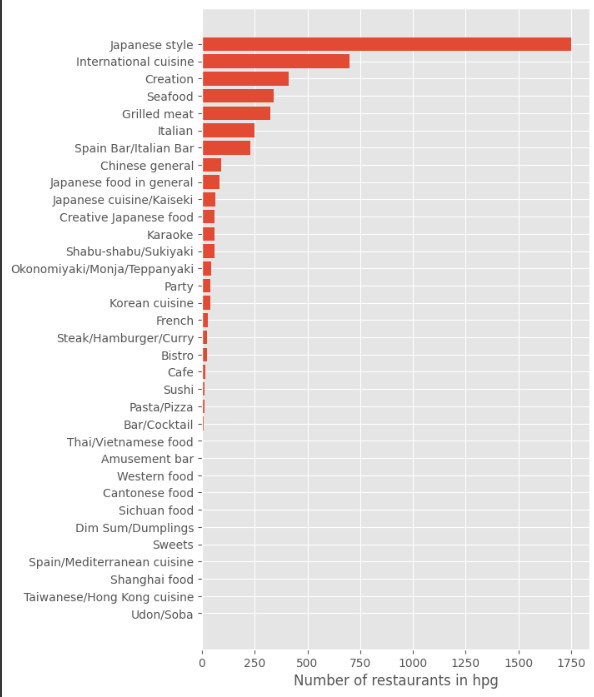 Japanese style
International cuisine
Creation
Seafood
Grilled meat
Italian
Spain Bar/Italian Bar
Chinese general
Japanese food in general
Japanese cuisine/Kaiseki
Creative Japanese food
Karaoke
Shabu-shabu/Sukiyaki
Okonomiyaki/Monja/Teppanyaki
Party
Korean cuisine
French
Steak/Hamburger/Curry
Bistro
Cafe
Sushi
Pasta/Pizza
Bar/Cocktail
Thai/Vietnamese food
Amusement bar
Western food
Cantonese food
Sichuan food
Dim Sum/Dumplings
Sweets
Spain/Mediterranean cuisine
Shanghai food
Taiwanese/Hong Kong cuisine
Udon/Soba
0 250 500 750 1000 1250 1500 1750
Number of restaurants in hpg